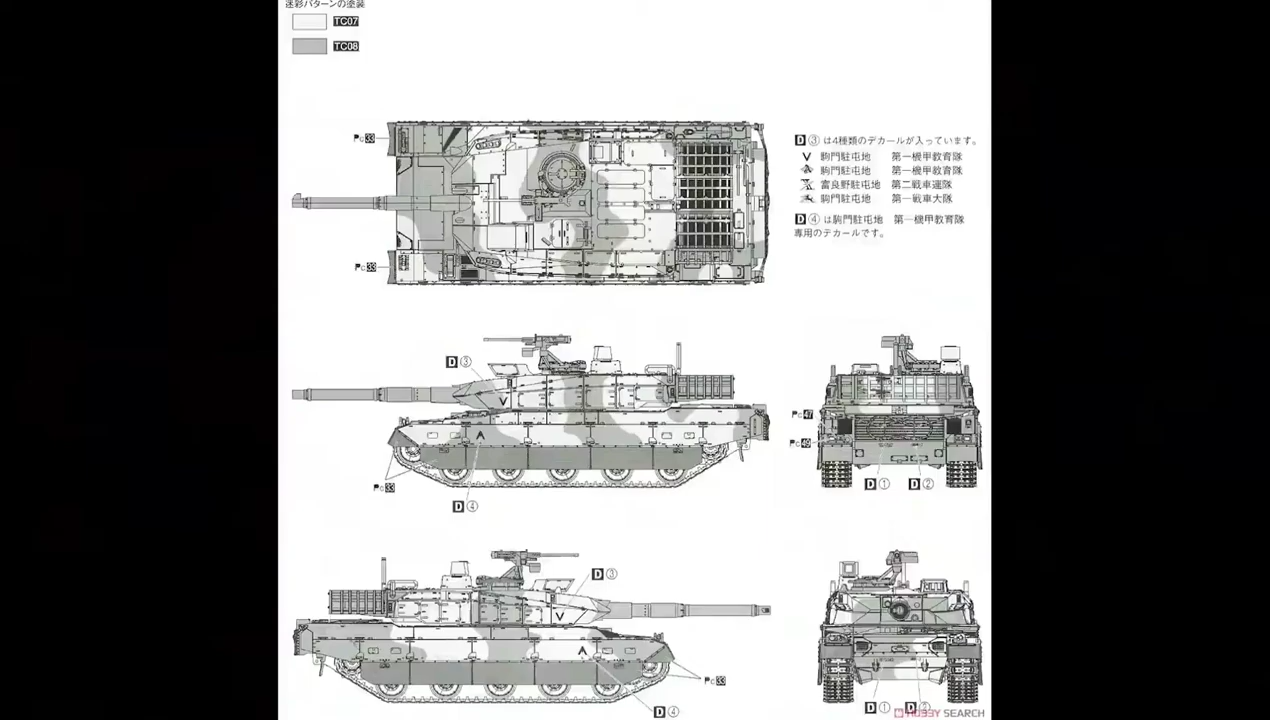 迷彩パターンの塗装
TC07
TC08
Pc33
D③は4種類のデカールが入っています。
駒門駐屯地 第一機甲教育隊
駒門駐屯地 第一機甲教育隊
富良野駐屯地 第二戦車連隊
駒門駐屯地 第一戦車大隊
D④は駒門駐屯地 第一機甲教育隊
専用のデカールです。
Pc33
D③
Pc47
Pc49
Pc33
D④
D① D②
D③
Pc33
D④
D① D②
HOBBY SEARCH